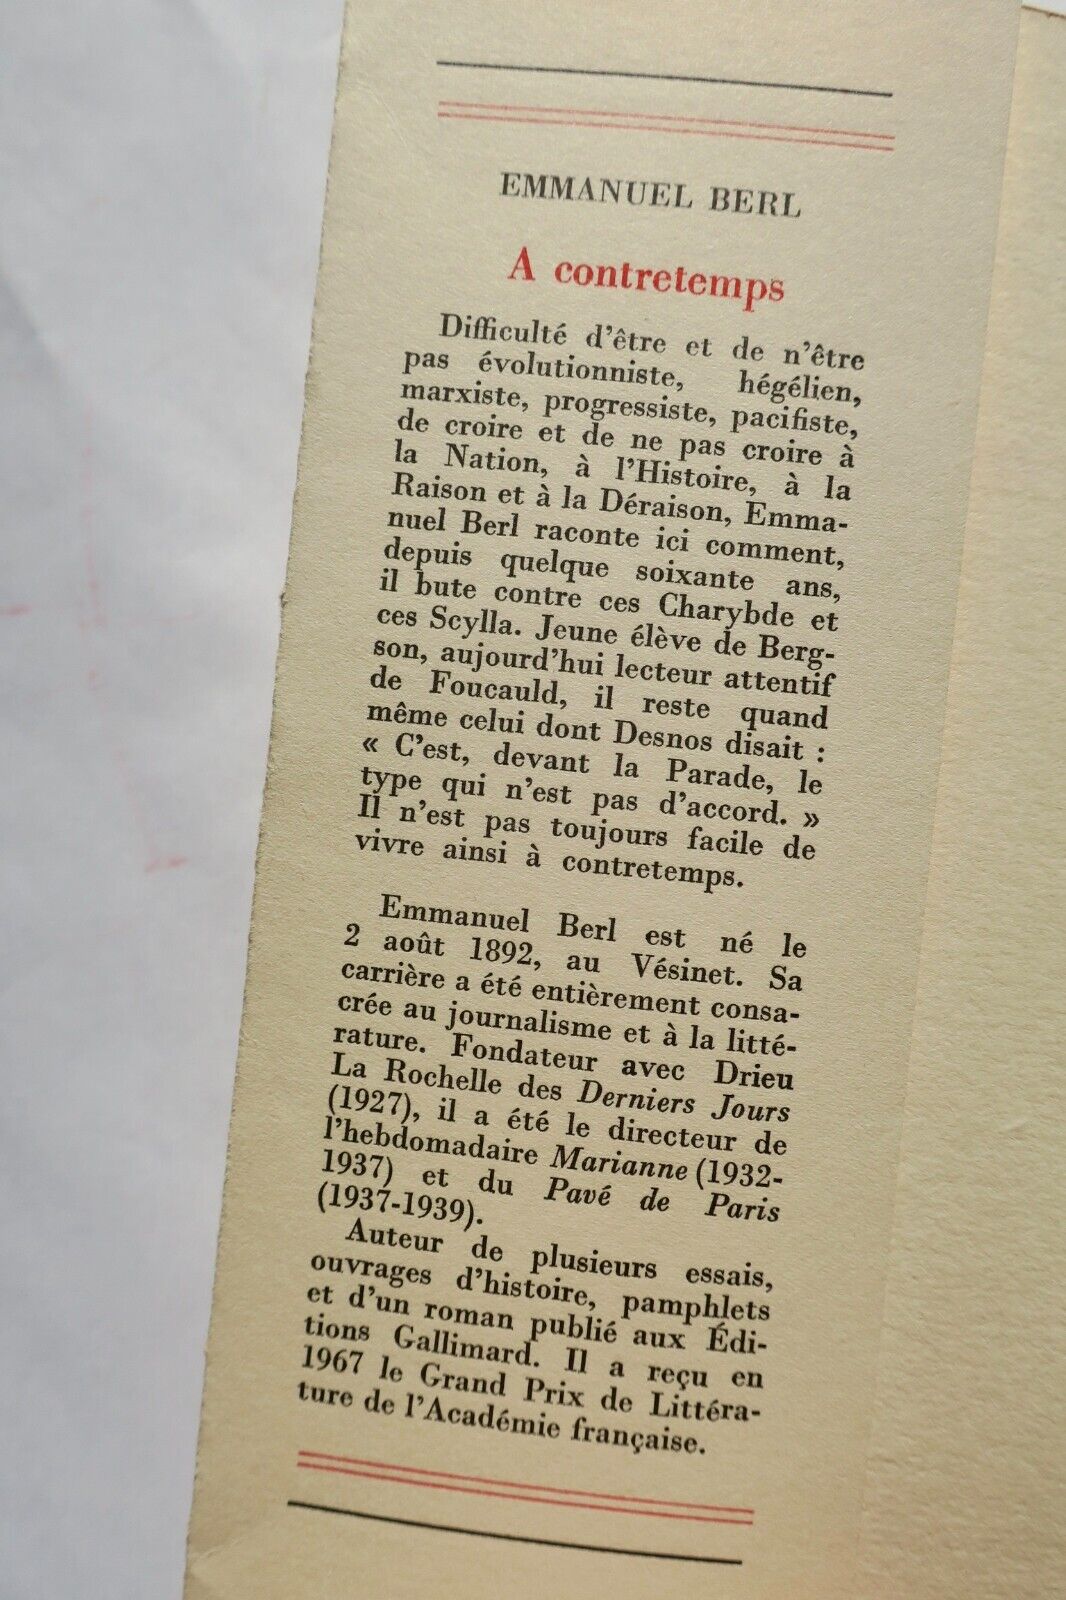 EMMANUEL BERL
A contretemps
Difficulté d'être et de n'être
pas évolutionniste, hégélien,
marxiste, progressiste, pacifiste,
de croire et de ne pas croire à
la Nation, à l'Histoire, à la
Raison et à la Déraison, Emma-
nuel Berl raconte ici comment,
depuis quelque soixante ans,
il bute contre ces Charybde et
ces Scylla. Jeune élève de Berg-
son, aujourd'hui lecteur attentif
de Foucauld, il reste quand
même celui dont Desnos disait :
« C'est, devant la Parade, le
type qui n'est pas d'accord. »
Il n'est pas toujours facile de
vivre ainsi à contretemps.
Emmanuel Berl est né le
2 août 1892, au Vésinet. Sa
carrière a été entièrement consa-
crée au journalisme et à la litté-
rature. Fondateur avec Drieu
La Rochelle des Derniers Jours
(1927), il a été le directeur de
l'hebdomadaire Marianne (1932-
1937) et du Pavé de Paris
(1937-1939).
Auteur de plusieurs essais,
ouvrages d'histoire, pamphlets
et d'un roman publié aux Édi-
tions Gallimard. Il a reçu en
1967 le Grand Prix de Littéra-
ture de l'Académie française.